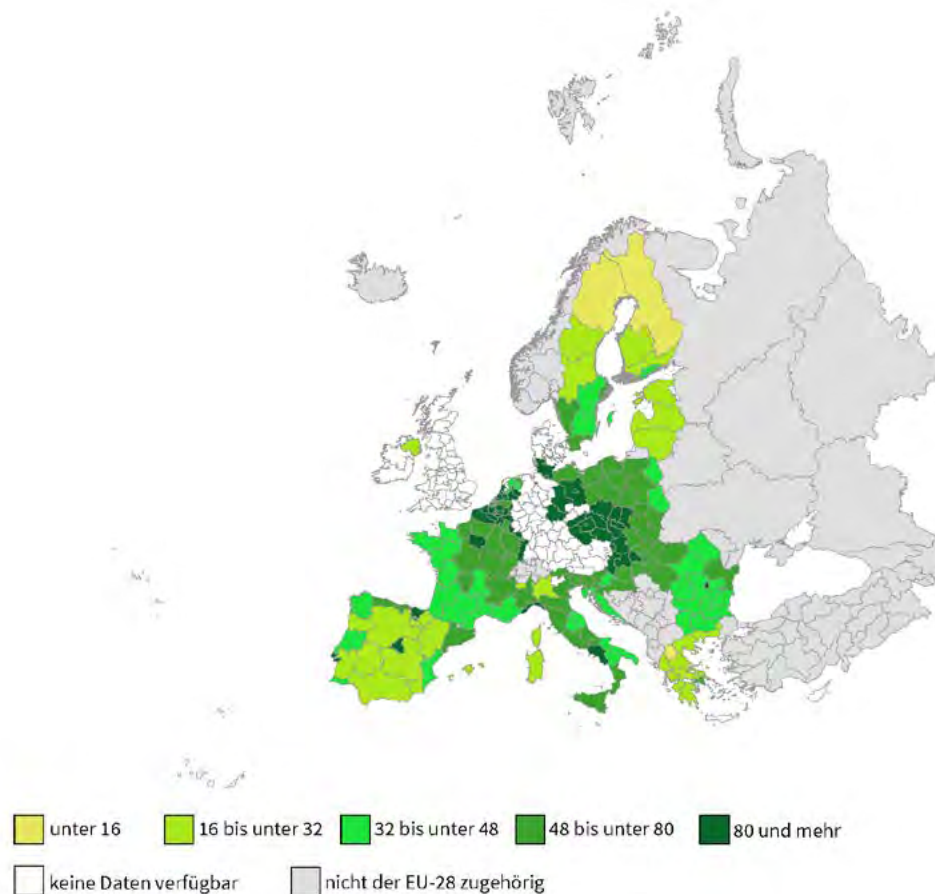 unter 16 16 bis unter 32 32 bis unter 48 48 bis unter 80 80 und mehr
keine Daten verfügbar nicht der EU-28 zugehörig